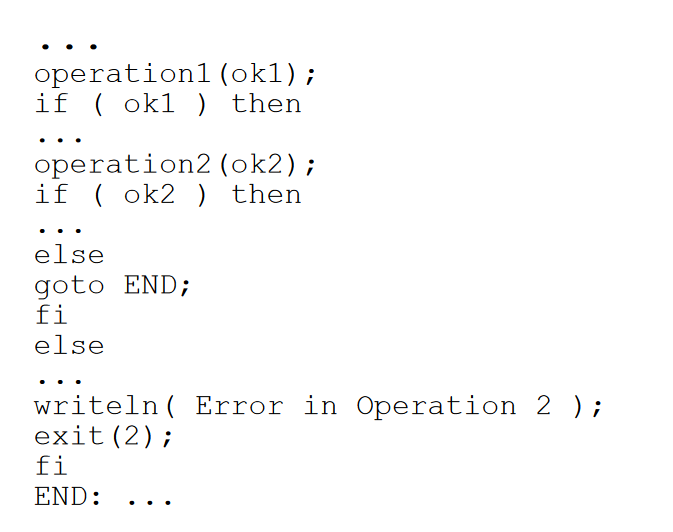 ...
operation1(ok1);
if ( ok1 ) then
...
operation2(ok2);
if ( ok2 ) then
...
else
goto END;
fi
else
...
writeln( Error in Operation 2 );
exit(2);
fi
END: ...